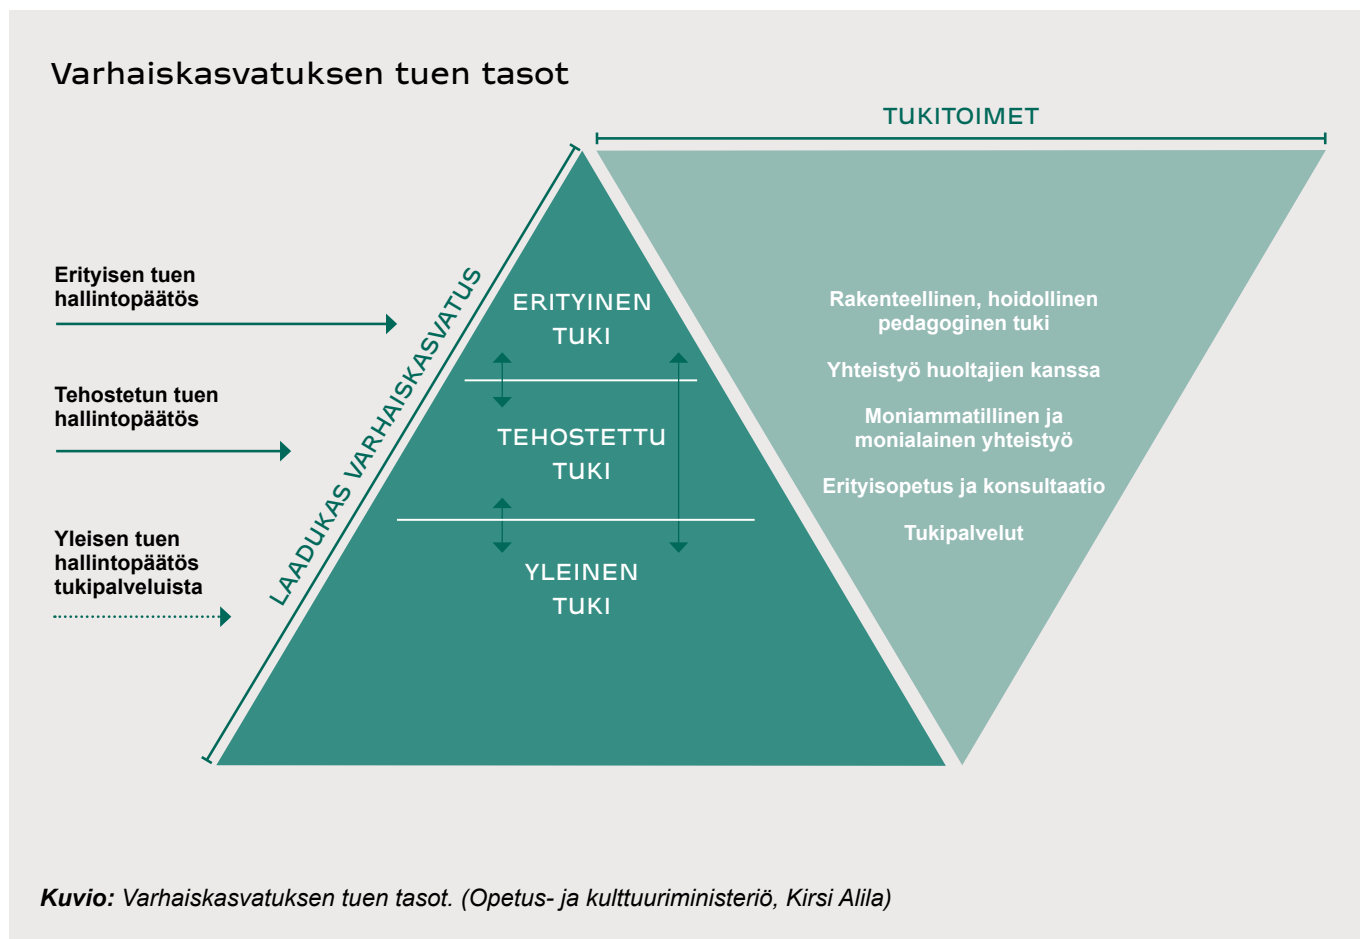 Varhaiskasvatuksen tuen tasot
TUKITOIMET
Erityisen tuen
hallintopäätös
Tehostetun tuen
hallintopäätös
Yleisen tuen
hallintopäätös
tukipalveluista
LAADUKAS VARHAISKASVATUS
ERITYINEN
TUKI
TEHOSTETTU
TUKI
YLEINEN
TUKI
Rakenteellinen, hoidollinen
pedagoginen tuki
Yhteistyö huoltajien kanssa
Moniammatillinen ja
monialainen yhteistyö
Erityisopetus ja konsultaatio
Tukipalvelut
Kuvio: Varhaiskasvatuksen tuen tasot. (Opetus- ja kulttuuriministeriö, Kirsi Alila)